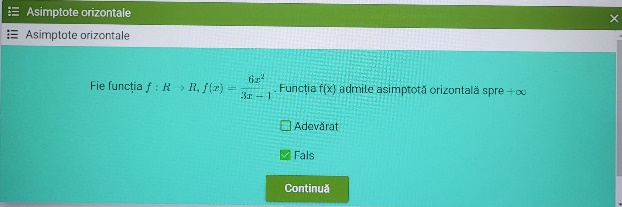 Asimptote orizontale
Asimptote orizontale
Fie funcția f : R → R, f(x) = 6x² / 3x − 1. Funcția f(x) admite asimptotă orizontală spre +∞
Adevărat
Fals
Continuă